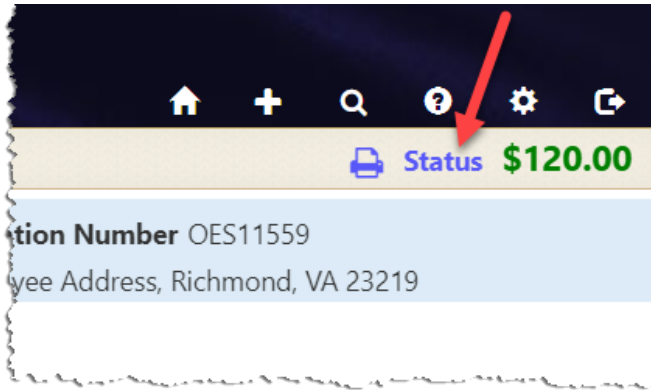 Status $120.00
tion Number OES11559
yee Address, Richmond, VA 23219